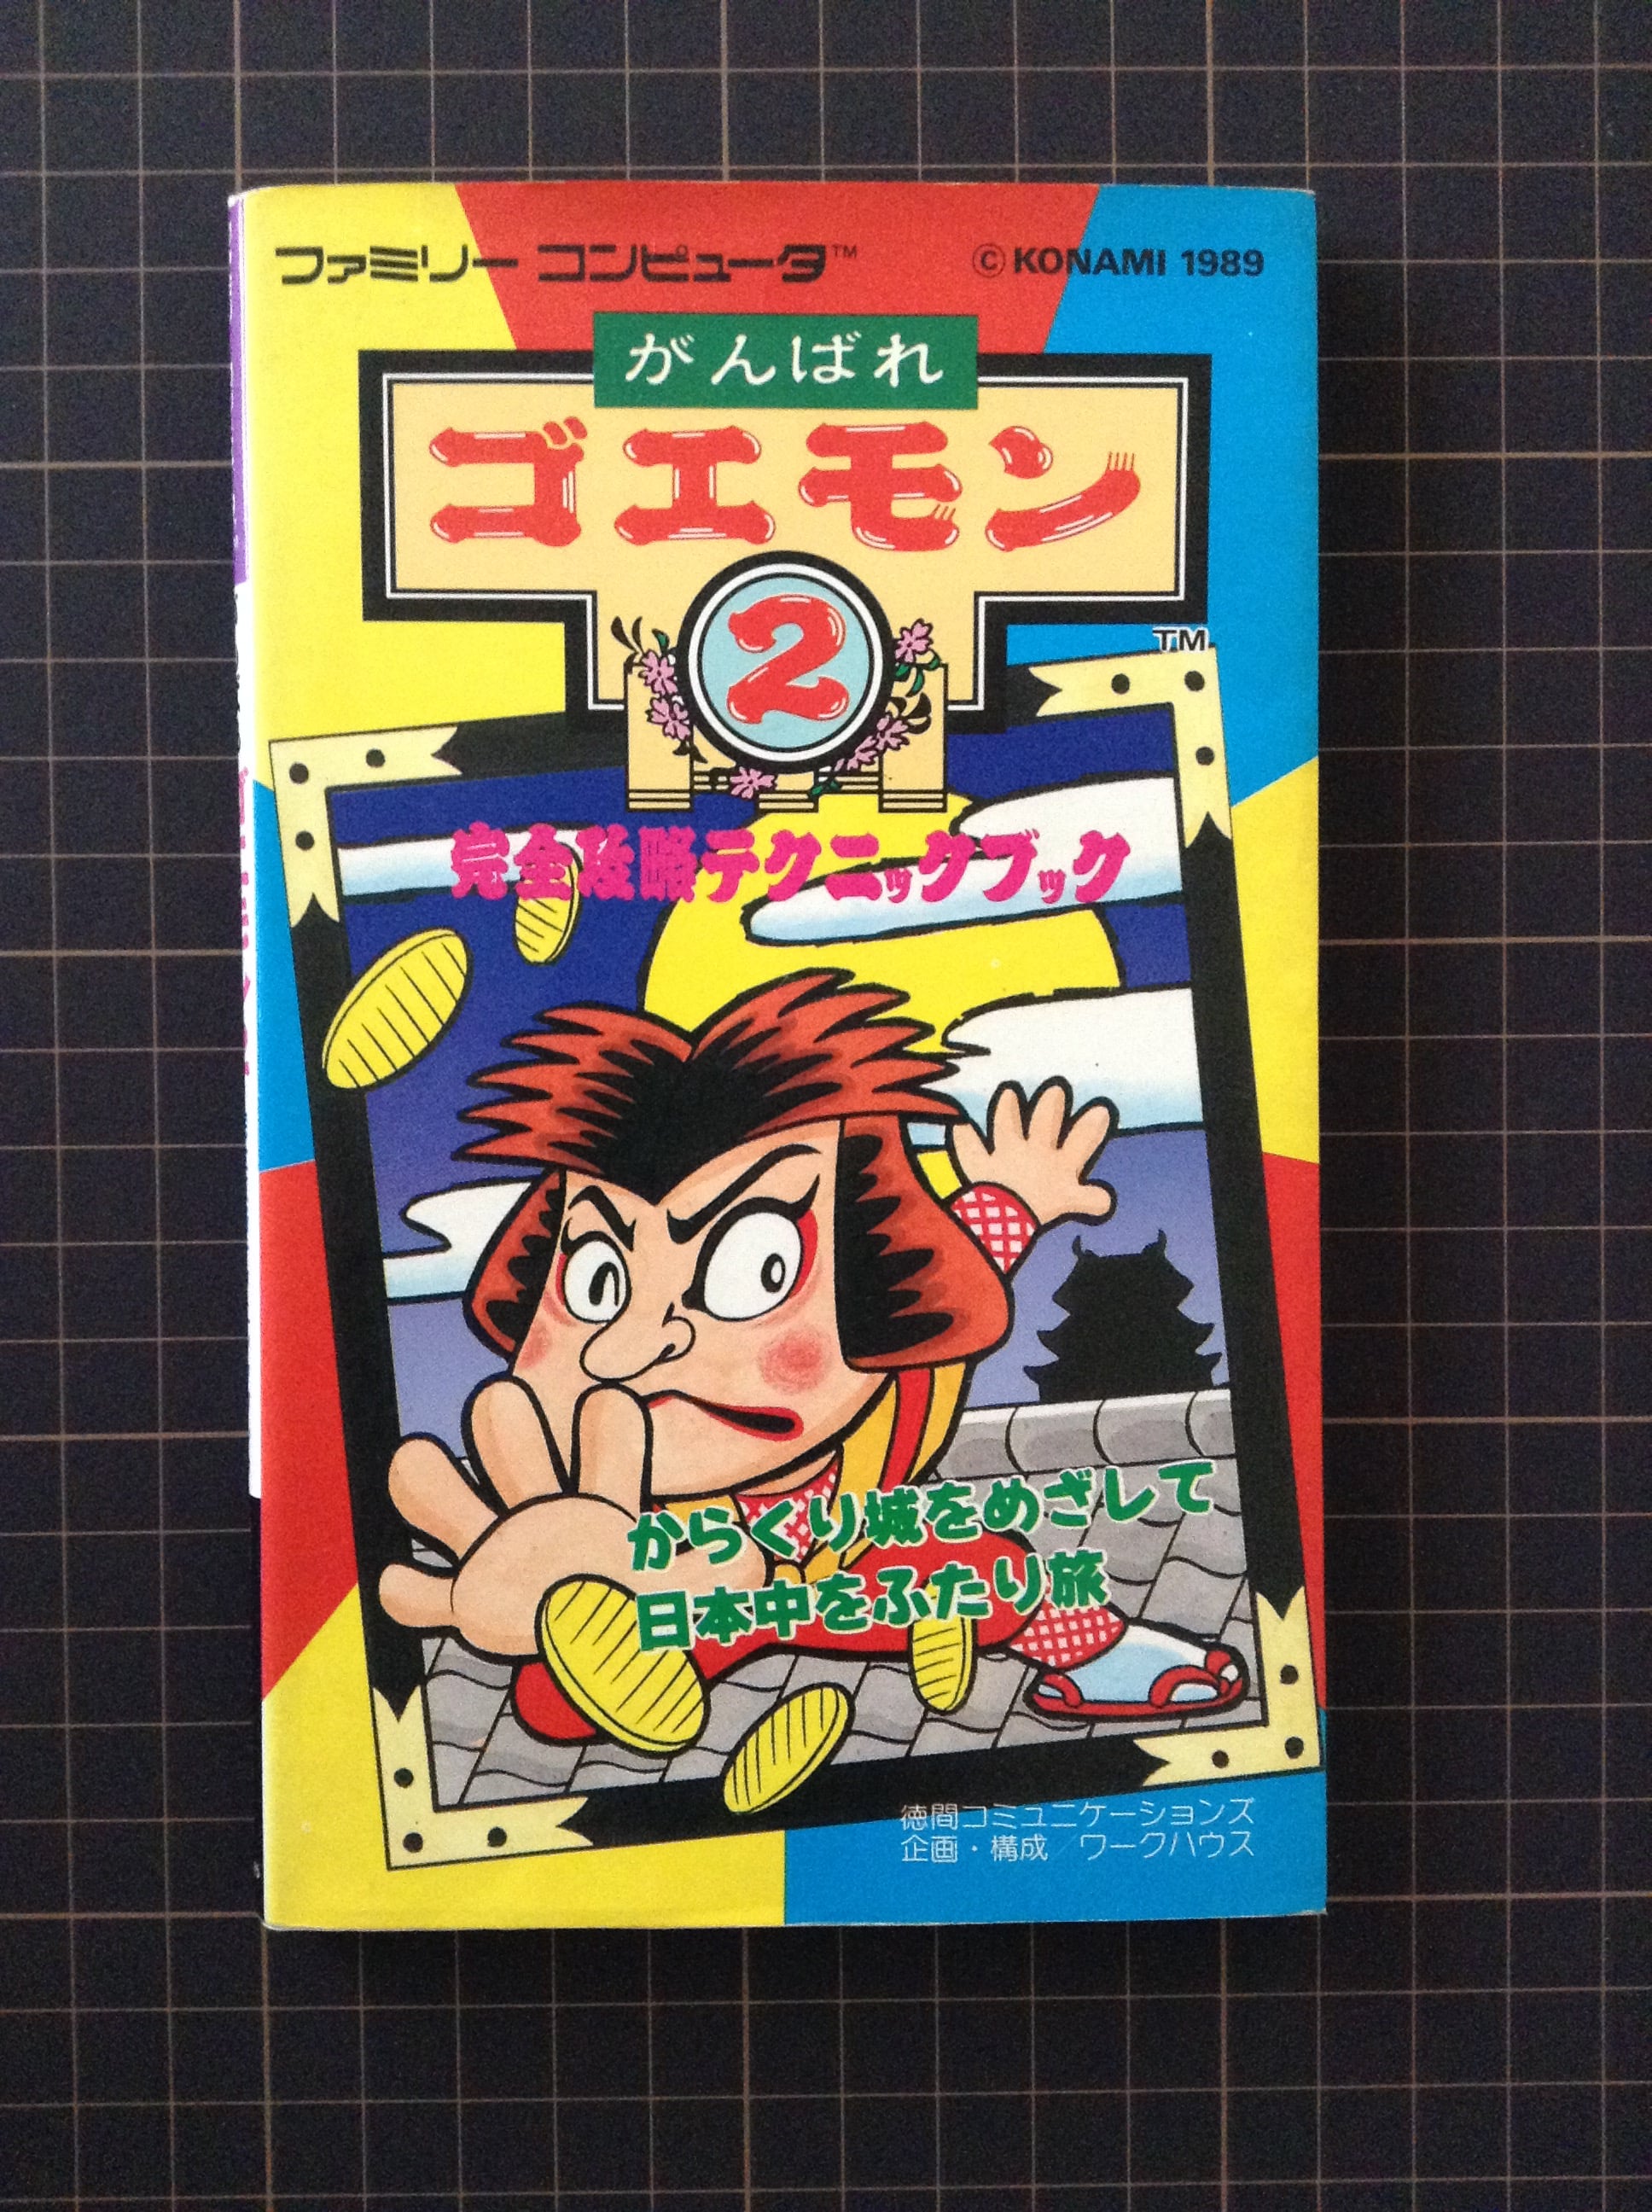 ファミリー コンピュータ™
© KONAMI 1989
がんばれ
ゴエモン
2
TM
完全攻略テクニックブック
からくり城をめざして
日本中をふたり旅
徳間コミュニケーションズ
企画・構成／ワークハウス